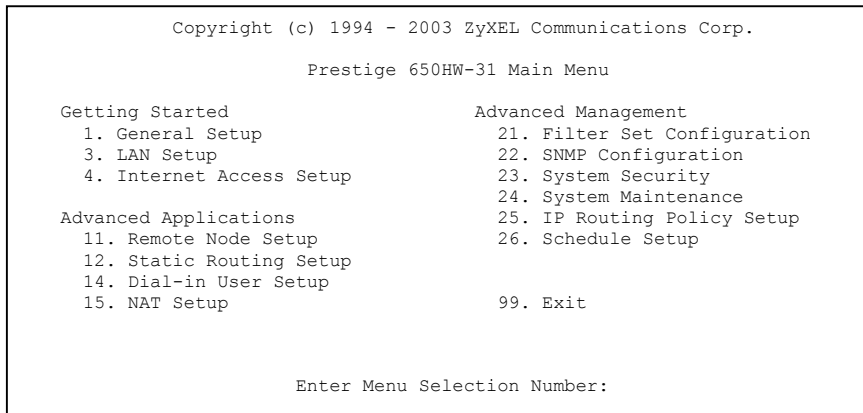 Copyright (c) 1994 - 2003 ZyXEL Communications Corp.
Prestige 650HW-31 Main Menu
Getting Started
1. General Setup
3. LAN Setup
4. Internet Access Setup
Advanced Applications
11. Remote Node Setup
12. Static Routing Setup
14. Dial-in User Setup
15. NAT Setup
Advanced Management
21. Filter Set Configuration
22. SNMP Configuration
23. System Security
24. System Maintenance
25. IP Routing Policy Setup
26. Schedule Setup
99. Exit
Enter Menu Selection Number: